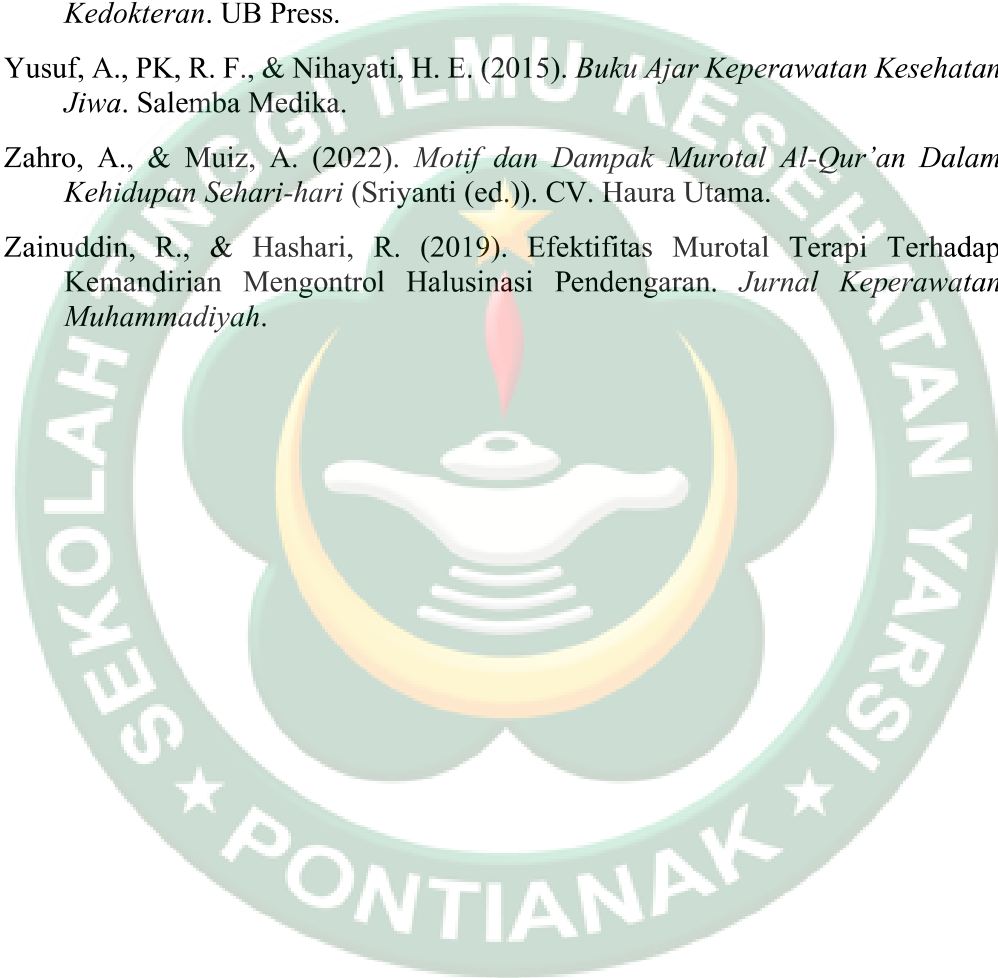 Kedokteran. UB Press.
Yusuf, A., PK, R. F., & Nihayati, H. E. (2015). Buku Ajar Keperawatan Kesehatan
Jiwa. Salemba Medika.
Zahro, A., & Muiz, A. (2022). Motif dan Dampak Murotal Al-Qur’an Dalam
Kehidupan Sehari-hari (Sriyanti (ed.)). CV. Haura Utama.
Zainuddin, R., & Hashari, R. (2019). Efektifitas Murotal Terapi Terhadap
Kemandirian Mengontrol Halusinasi Pendengaran. Jurnal Keperawatan
Muhammadiyah.
SEKOLAH TINGGI ILMU KESEHATAN YARSI
PONTIANAK